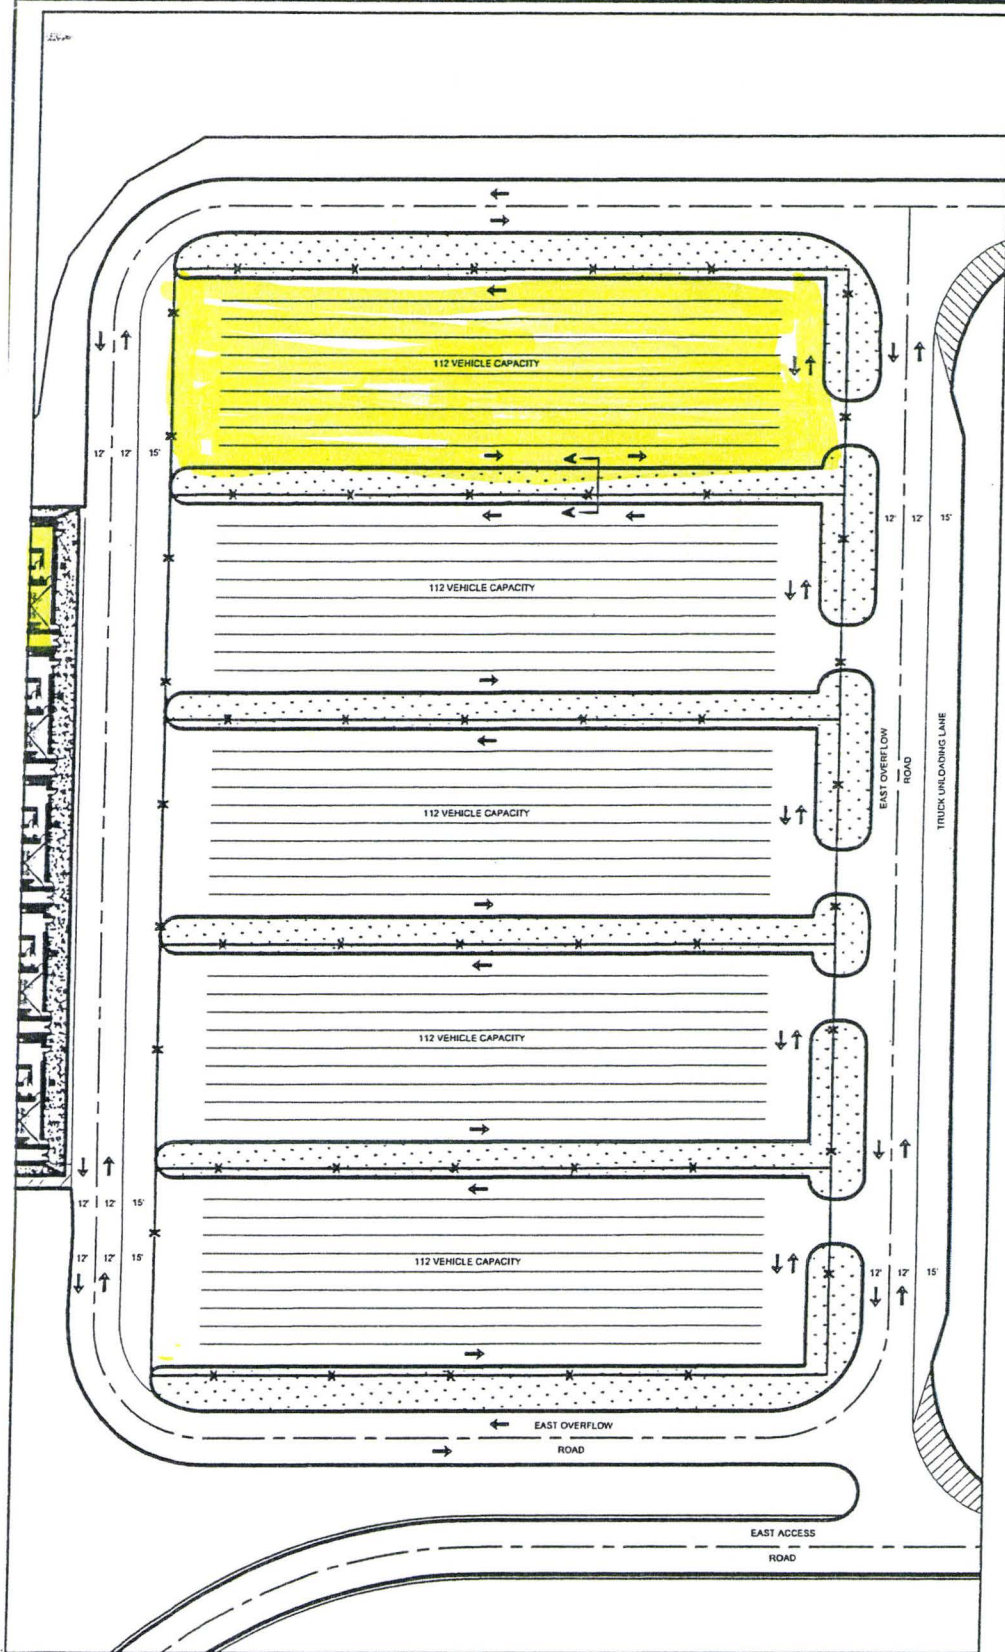 112 VEHICLE CAPACITY
12' 12' 15'
12' 12' 15'
112 VEHICLE CAPACITY
EAST OVERFLOW
ROAD
TRUCK UNLOADING LANE
112 VEHICLE CAPACITY
112 VEHICLE CAPACITY
12' 12' 15'
112 VEHICLE CAPACITY
12' 12' 15'
12' 12' 15'
EAST OVERFLOW
ROAD
EAST ACCESS
ROAD